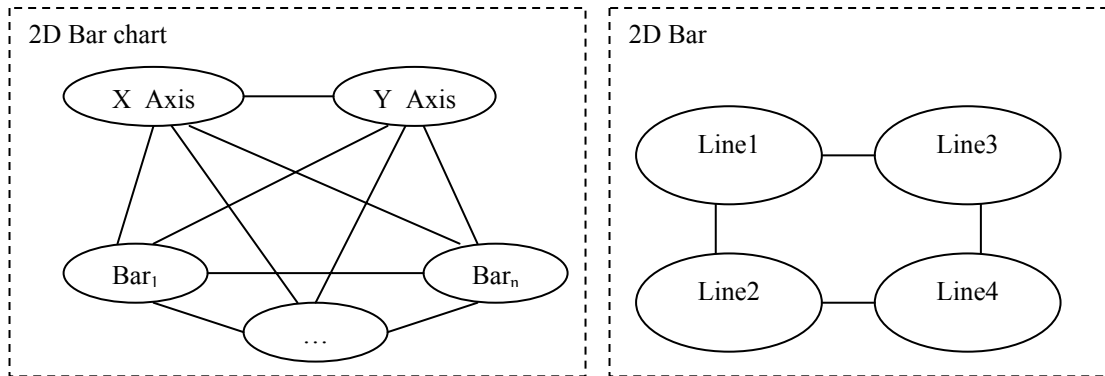 2D Bar chart
X Axis
Y Axis
Bar₁
Barₙ
…
2D Bar
Line1
Line3
Line2
Line4